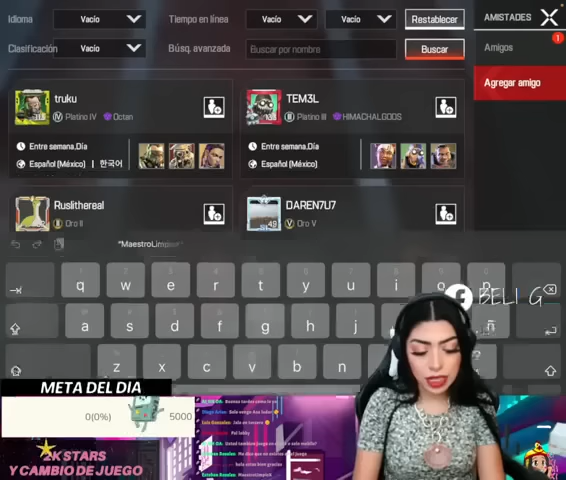 Idioma
Vacío
Tiempo en línea
Vacío
Vacío
Restablecer
AMISTADES
Clasificación
Vacío
Búsq. avanzada
Buscar por nombre
Buscar
Amigos
1
Agregar amigo
truku
Platino IV
Octan
Entre semana,Día
Español (México) | 한국어
TEM3L
Platino III
HIMACHALGODS
Entre semana,Día
Español (México)
Ruslithereal
Oro II
DAREN7U7
49
Oro V
q w e r t y u i o p
a s d f g h j
z x c v b n
BELI G
META DEL DIA
0(0%)
5000
2K STARS
Y CAMBIO DE JUEGO